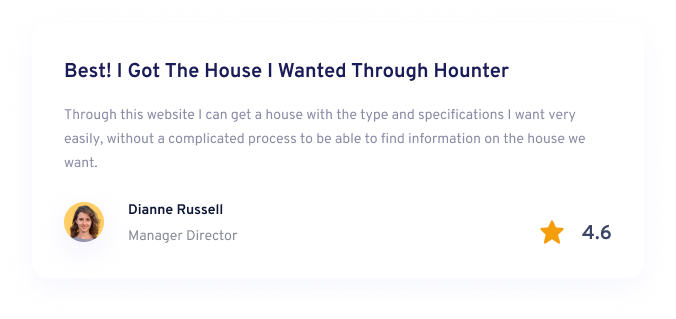 Best! I Got The House I Wanted Through Hounter
Through this website I can get a house with the type and specifications I want very
easily, without a complicated process to be able to find information on the house we
want.
Dianne Russell
Manager Director
4.6